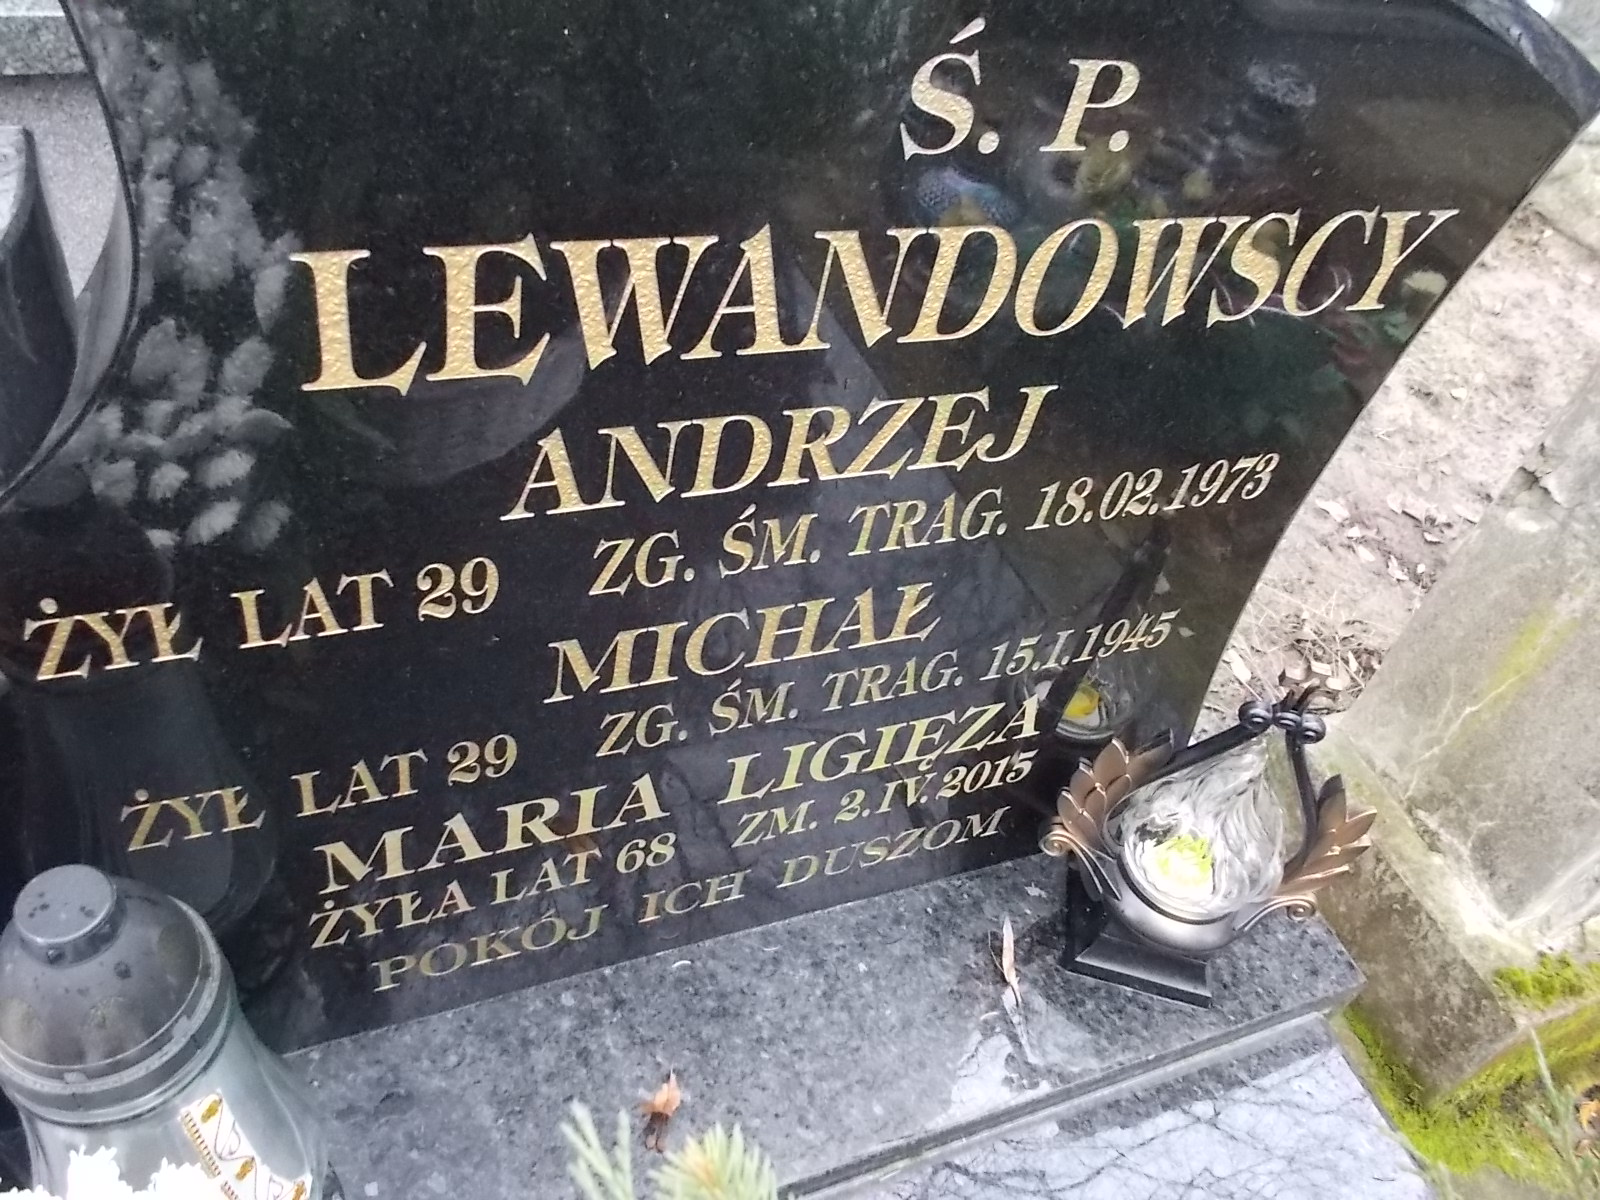 Ś. P.
LEWANDOWSCY
ANDRZEJ
ŻYŁ LAT 29 ZG. ŚM. TRAG. 18.02.1973
MICHAŁ
ŻYŁ LAT 29 ZG. ŚM. TRAG. 15.I.1945
MARIA LIGIĘZA
ŻYŁA LAT 68 ZM. 2.IV.2015
POKÓJ ICH DUSZOM